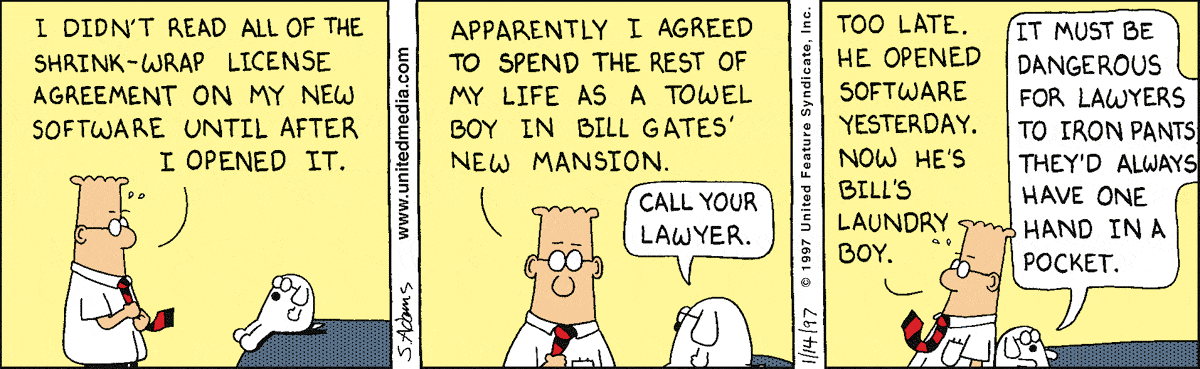 I DIDN'T READ ALL OF THE
SHRINK-WRAP LICENSE
AGREEMENT ON MY NEW
SOFTWARE UNTIL AFTER
I OPENED IT.
www.unitedmedia.com
S. Adams
APPARENTLY I AGREED
TO SPEND THE REST OF
MY LIFE AS A TOWEL
BOY IN BILL GATES'
NEW MANSION.
CALL YOUR
LAWYER.
1/14/97 © 1997 United Feature Syndicate, Inc.
TOO LATE.
HE OPENED
SOFTWARE
YESTERDAY.
NOW HE'S
BILL'S
LAUNDRY
BOY.
IT MUST BE
DANGEROUS
FOR LAWYERS
TO IRON PANTS
THEY'D ALWAYS
HAVE ONE
HAND IN A
POCKET.